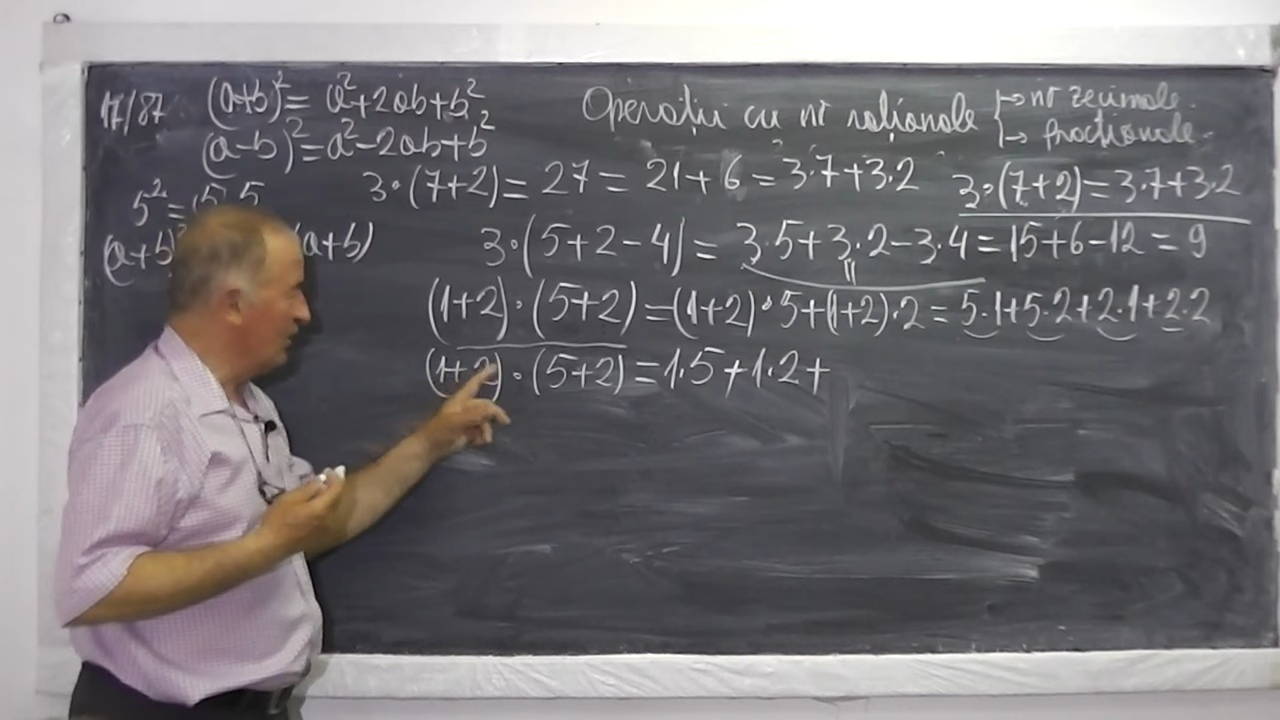 17/87 (a+b)² = a²+2ab+b²
(a-b)² = a²-2ab+b²
Operații cu nr raționale → nr zecimale.
→ fracționale.
5² = 5·5
3·(7+2) = 27 = 21+6 = 3·7+3·2
3·(7+2) = 3·7+3·2
(a+b)² (a+b)
3·(5+2-4) = 3·5+3·2-3·4 = 15+6-12 = 9
(1+2)·(5+2) = (1+2)·5+(1+2)·2 = 5·1+5·2+2·1+2·2
(1+2)·(5+2) = 1·5+1·2+